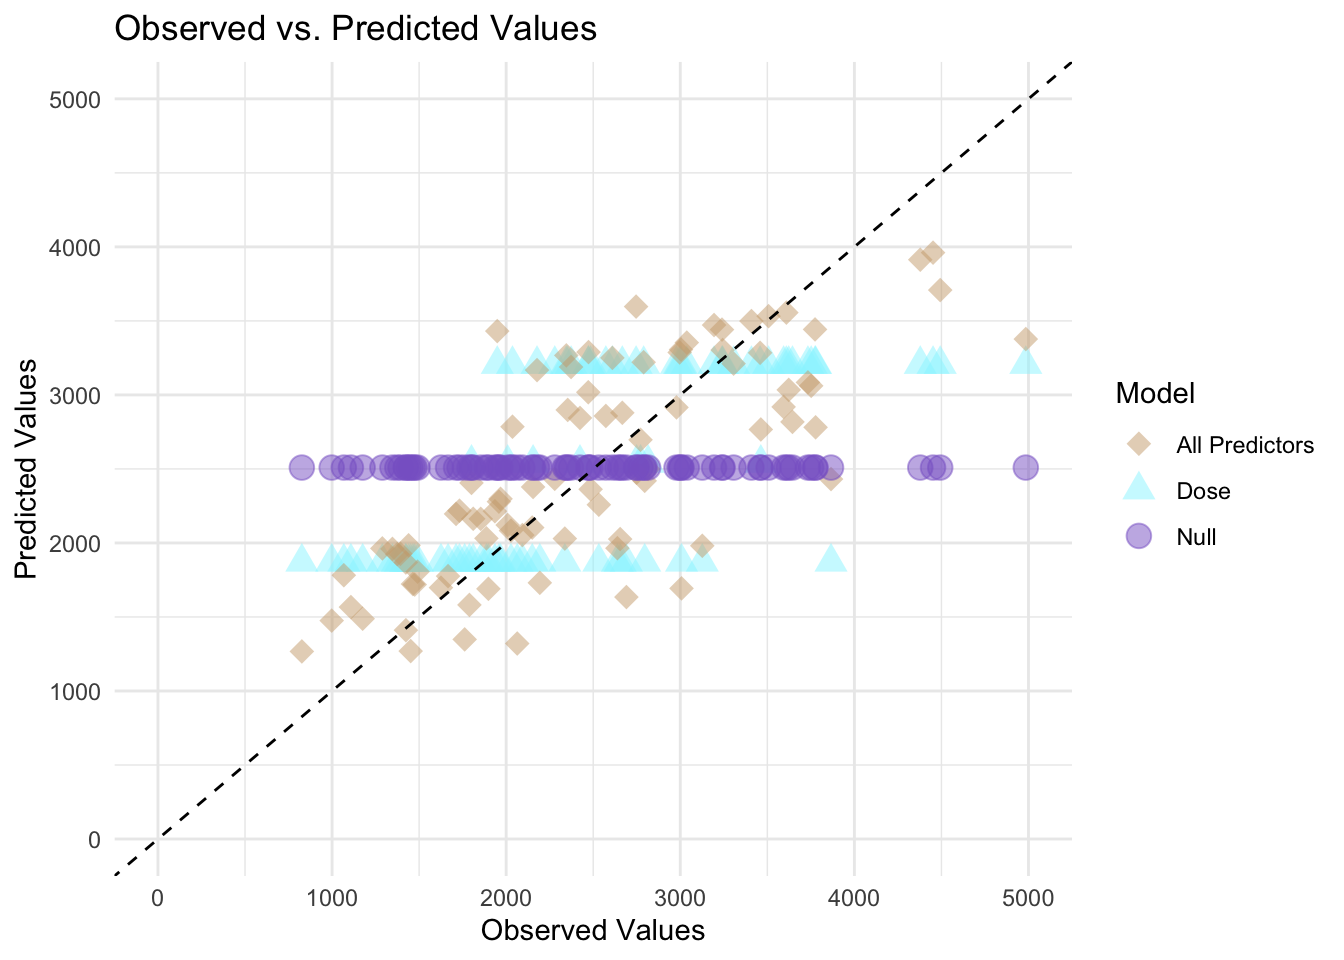 Observed vs. Predicted Values
5000
4000
3000
2000
1000
0
Predicted Values
0 1000 2000 3000 4000 5000
Observed Values
Model
All Predictors
Dose
Null